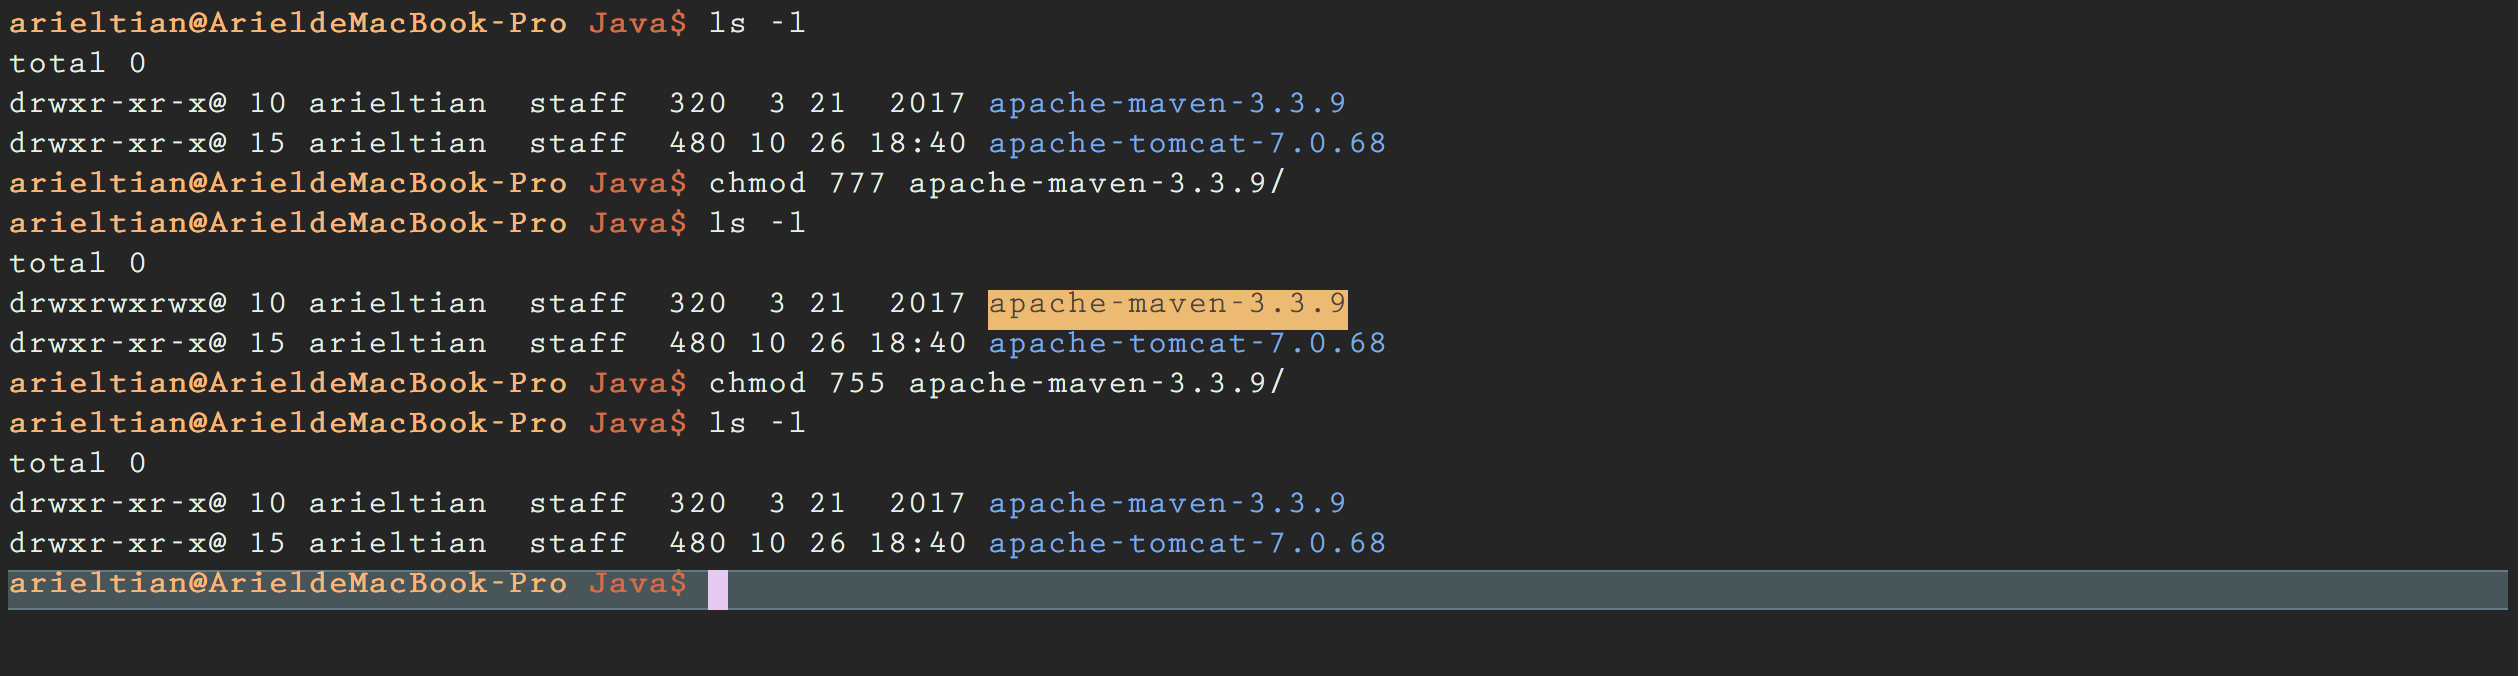 arieltian@ArieldeMacBook-Pro Java$ ls -l
total 0
drwxr-xr-x@ 10 arieltian  staff  320  3 21  2017 apache-maven-3.3.9
drwxr-xr-x@ 15 arieltian  staff  480 10 26 18:40 apache-tomcat-7.0.68
arieltian@ArieldeMacBook-Pro Java$ chmod 777 apache-maven-3.3.9/
arieltian@ArieldeMacBook-Pro Java$ ls -l
total 0
drwxrwxrwx@ 10 arieltian  staff  320  3 21  2017 apache-maven-3.3.9
drwxr-xr-x@ 15 arieltian  staff  480 10 26 18:40 apache-tomcat-7.0.68
arieltian@ArieldeMacBook-Pro Java$ chmod 755 apache-maven-3.3.9/
arieltian@ArieldeMacBook-Pro Java$ ls -l
total 0
drwxr-xr-x@ 10 arieltian  staff  320  3 21  2017 apache-maven-3.3.9
drwxr-xr-x@ 15 arieltian  staff  480 10 26 18:40 apache-tomcat-7.0.68
arieltian@ArieldeMacBook-Pro Java$